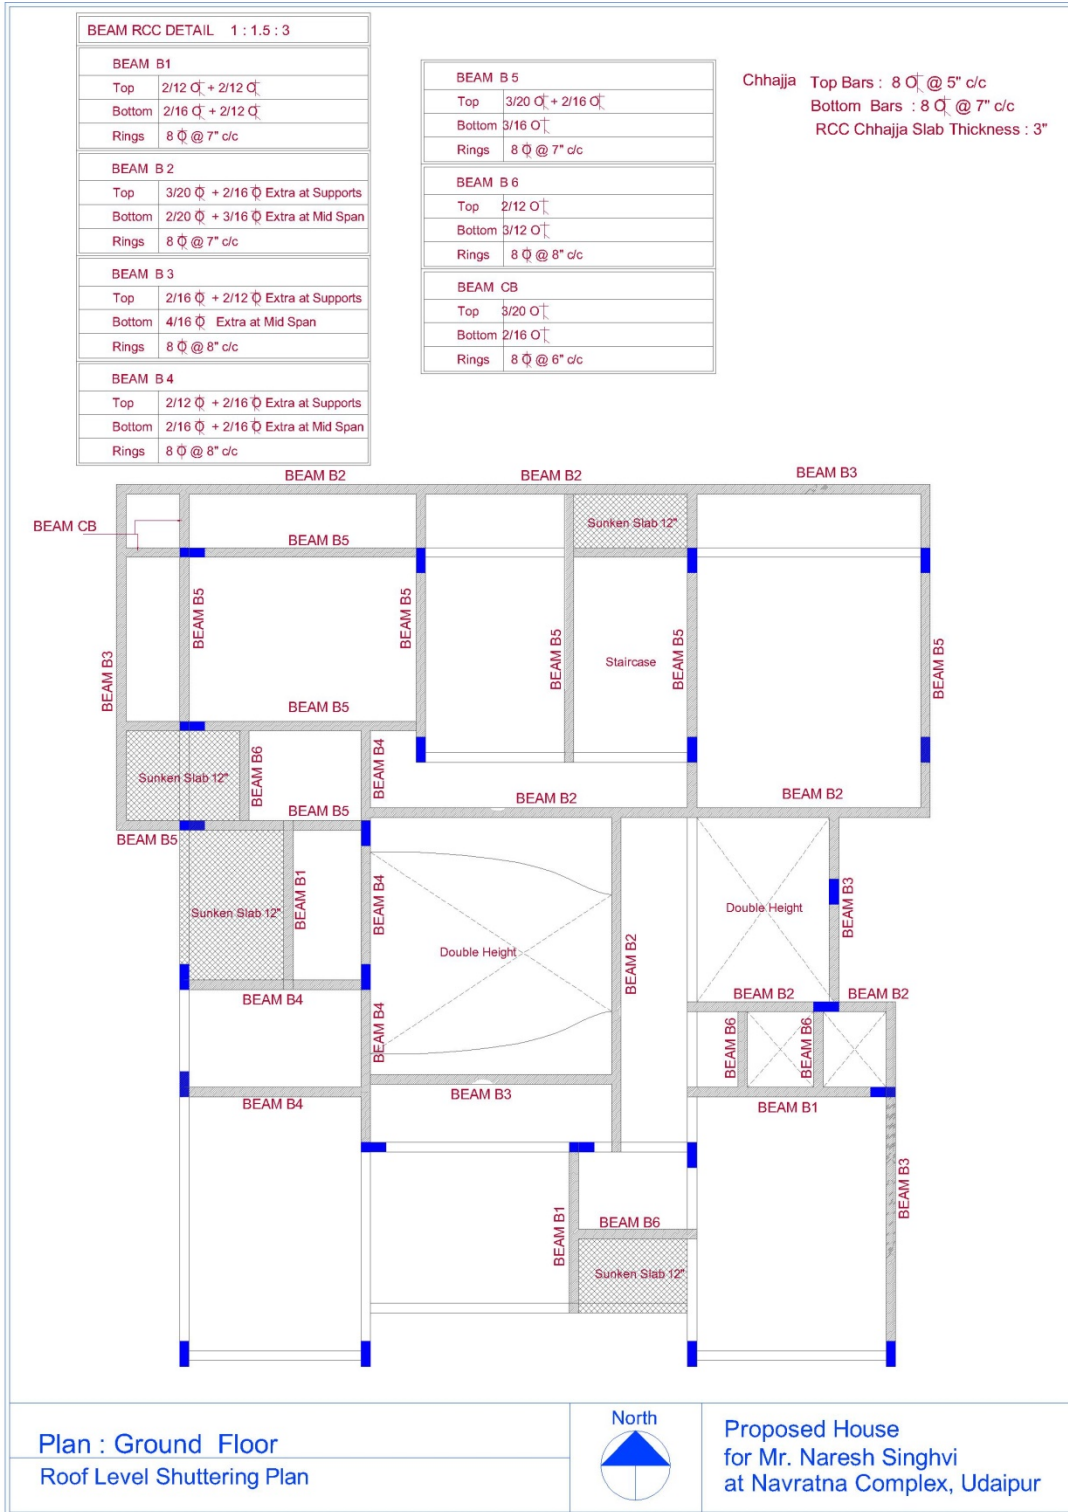 BEAM RCC DETAIL 1 : 1.5 : 3
BEAM B1
Top 2/12 + 2/12
Bottom 2/16 + 2/12
Rings 8 @ 7" c/c
BEAM B 2
Top 3/20 + 2/16 Extra at Supports
Bottom 2/20 + 3/16 Extra at Mid Span
Rings 8 @ 7" c/c
BEAM B 3
Top 2/16 + 2/12 Extra at Supports
Bottom 4/16 Extra at Mid Span
Rings 8 @ 8" c/c
BEAM B 4
Top 2/12 + 2/16 Extra at Supports
Bottom 2/16 + 2/16 Extra at Mid Span
Rings 8 @ 8" c/c
BEAM B 5
Top 3/20 + 2/16
Bottom 3/16
Rings 8 @ 7" c/c
BEAM B 6
Top 2/12
Bottom 3/12
Rings 8 @ 8" c/c
BEAM CB
Top 3/20
Bottom 2/16
Rings 8 @ 6" c/c
Chhajja Top Bars : 8 @ 5" c/c
Bottom Bars : 8 @ 7" c/c
RCC Chhajja Slab Thickness : 3"
BEAM B2
BEAM B2
BEAM B3
BEAM CB
Sunken Slab 12"
BEAM B5
BEAM B5
BEAM B5
BEAM B5
BEAM B5
BEAM B5
BEAM B3
Staircase
BEAM B5
Sunken Slab 12"
BEAM B6
BEAM B4
BEAM B5
BEAM B2
BEAM B2
BEAM B5
Sunken Slab 12"
BEAM B1
BEAM B4
Double Height
BEAM B2
Double Height
BEAM B3
BEAM B4
BEAM B4
BEAM B2
BEAM B2
BEAM B6
BEAM B6
BEAM B4
BEAM B3
BEAM B1
BEAM B3
BEAM B1
BEAM B6
Sunken Slab 12"
Plan : Ground Floor
Roof Level Shuttering Plan
North
Proposed House
for Mr. Naresh Singhvi
at Navratna Complex, Udaipur